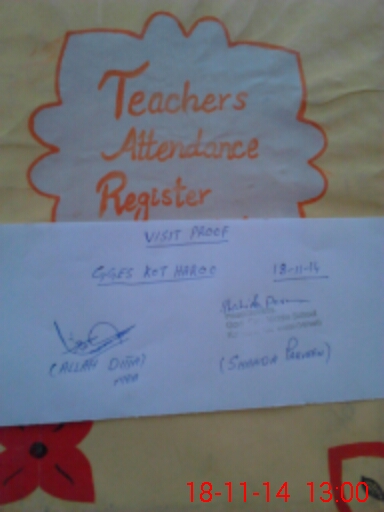 Teachers
Attendance
Register
VISIT PROOF
GGES KOT HAROO 18-11-14
(ALLAH DITTA)
(SHAHIDA PARVEEN)
18-11-14 13:00